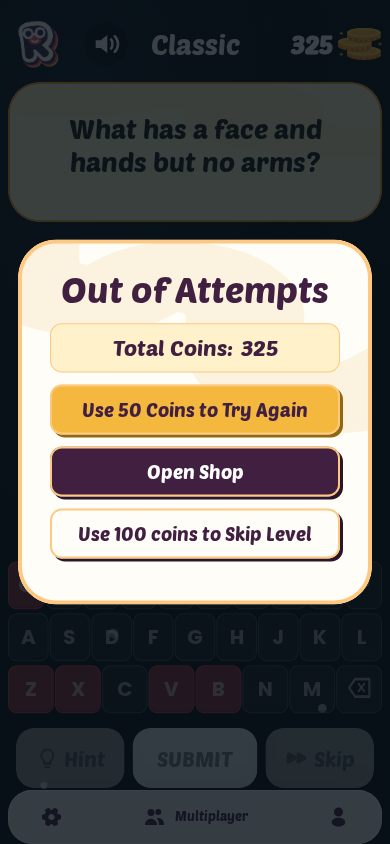 Classic
325
What has a face and
hands but no arms?
Out of Attempts
Total Coins: 325
Use 50 Coins to Try Again
Open Shop
Use 100 coins to Skip Level
A S D F G H J K L
Z X C V B N M
Hint
SUBMIT
Skip
Multiplayer